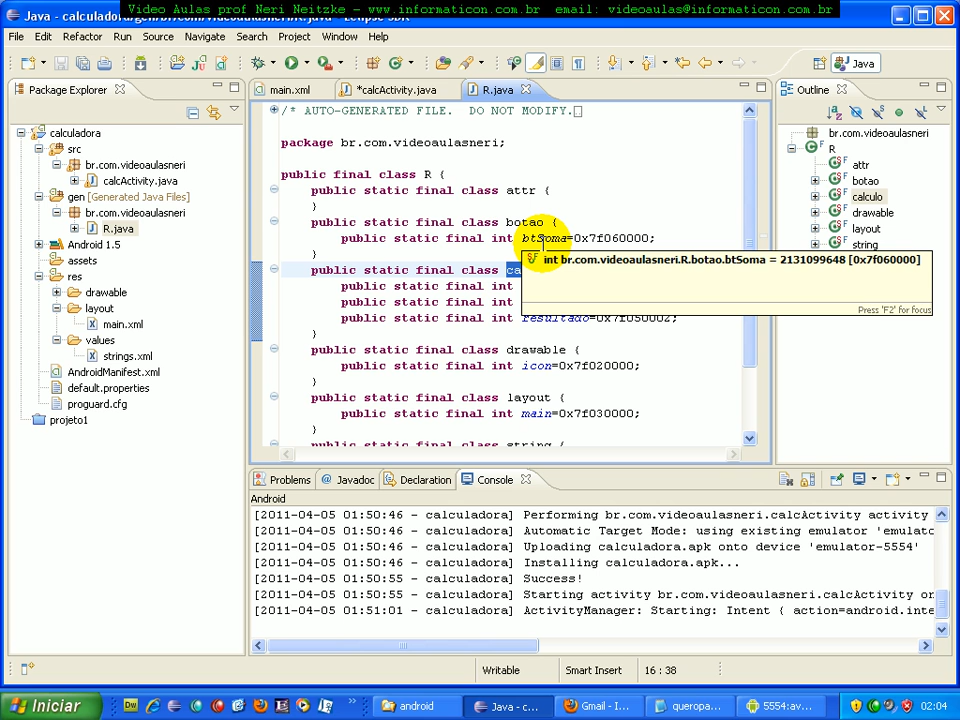 Video Aulas prof Neri Neitzke – www.informaticon.com.br email: videoaulas@informaticon.com.br
File Edit Refactor Source Navigate Search Project Run Window Help
Java
Package Explorer
calculadora
src
br.com.videoaulasneri
calcActivity.java
gen [Generated Java Files]
br.com.videoaulasneri
R.java
Android 1.5
assets
res
drawable
layout
main.xml
values
strings.xml
AndroidManifest.xml
default.properties
proguard.cfg
projeto1
main.xml
*calcActivity.java
R.java
/* AUTO-GENERATED FILE. DO NOT MODIFY.
package br.com.videoaulasneri;
public final class R {
public static final class attr {
}
public static final class botao {
public static final int btSoma=0x7f060000;
}
public static final class ca
int br.com.videoaulasneri.R.botao.btSoma = 2131099648 [0x7f060000]
Press 'F2' for focus
public static final int
public static final int
public static final int resultado=0x7f050002;
}
public static final class drawable {
public static final int icon=0x7f020000;
}
public static final class layout {
public static final int main=0x7f030000;
}
public static final class string {
Outline
br.com.videoaulasneri
R
attr
botao
calculo
drawable
layout
string
Problems
Javadoc
Declaration
Console
Android
[2011-04-05 01:50:46 - calculadora] Performing br.com.videoaulasneri.calcActivity activity
[2011-04-05 01:50:46 - calculadora] Automatic Target Mode: using existing emulator 'emulato
[2011-04-05 01:50:46 - calculadora] Uploading calculadora.apk onto device 'emulator-5554'
[2011-04-05 01:50:46 - calculadora] Installing calculadora.apk...
[2011-04-05 01:50:55 - calculadora] Success!
[2011-04-05 01:50:55 - calculadora] Starting activity br.com.videoaulasneri.calcActivity on
[2011-04-05 01:51:01 - calculadora] ActivityManager: Starting: Intent { action=android.inte
Writable
Smart Insert
16 : 38
Iniciar
android
Java - c...
Gmail - I...
queropa...
5554:av...
02:04